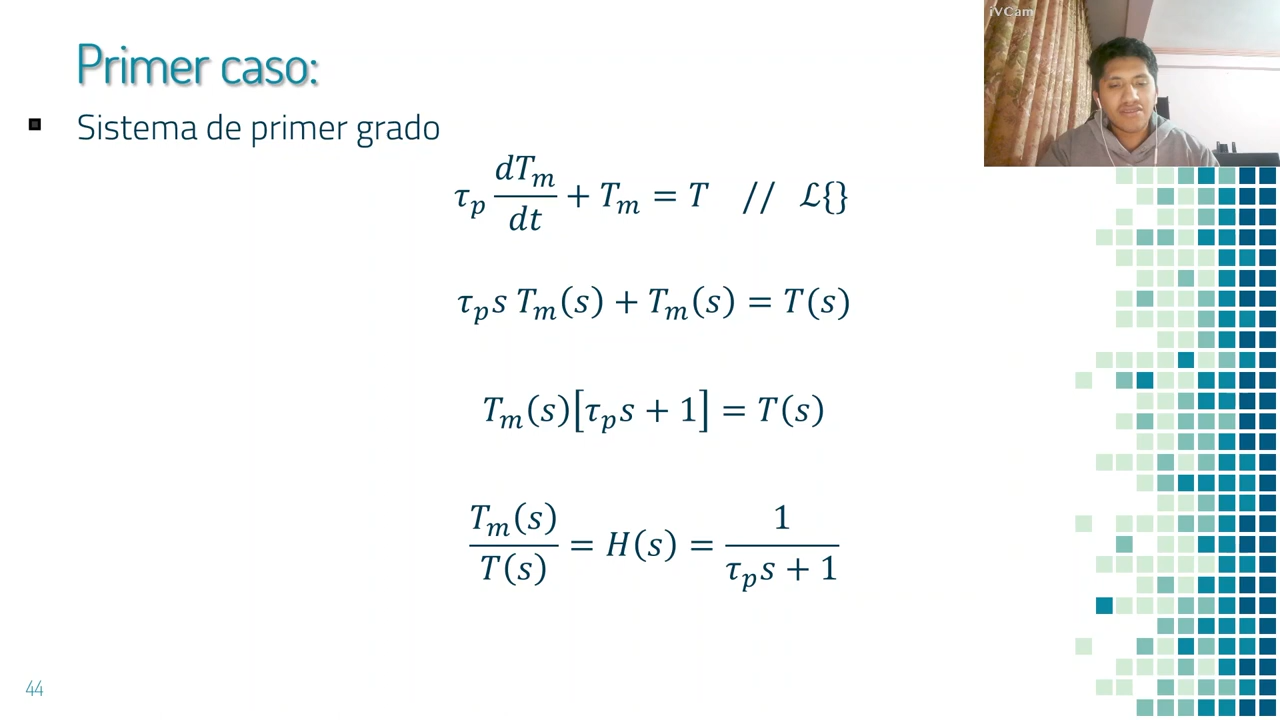 iVCam
Primer caso:
▪ Sistema de primer grado
τ_p dT_m/dt + T_m = T // ℒ{}
τ_p s T_m(s) + T_m(s) = T(s)
T_m(s)[τ_p s + 1] = T(s)
T_m(s)/T(s) = H(s) = 1/(τ_p s + 1)
44